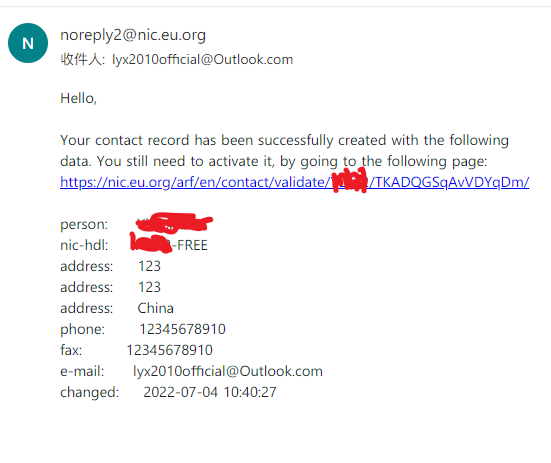 N
noreply2@nic.eu.org
收件人: lyx2010official@Outlook.com
Hello,
Your contact record has been successfully created with the following
data. You still need to activate it, by going to the following page:
https://nic.eu.org/arf/en/contact/validate/ /TKADQGSqAvVDYqDm/
person:
nic-hdl: -FREE
address: 123
address: 123
address: China
phone: 12345678910
fax: 12345678910
e-mail: lyx2010official@Outlook.com
changed: 2022-07-04 10:40:27